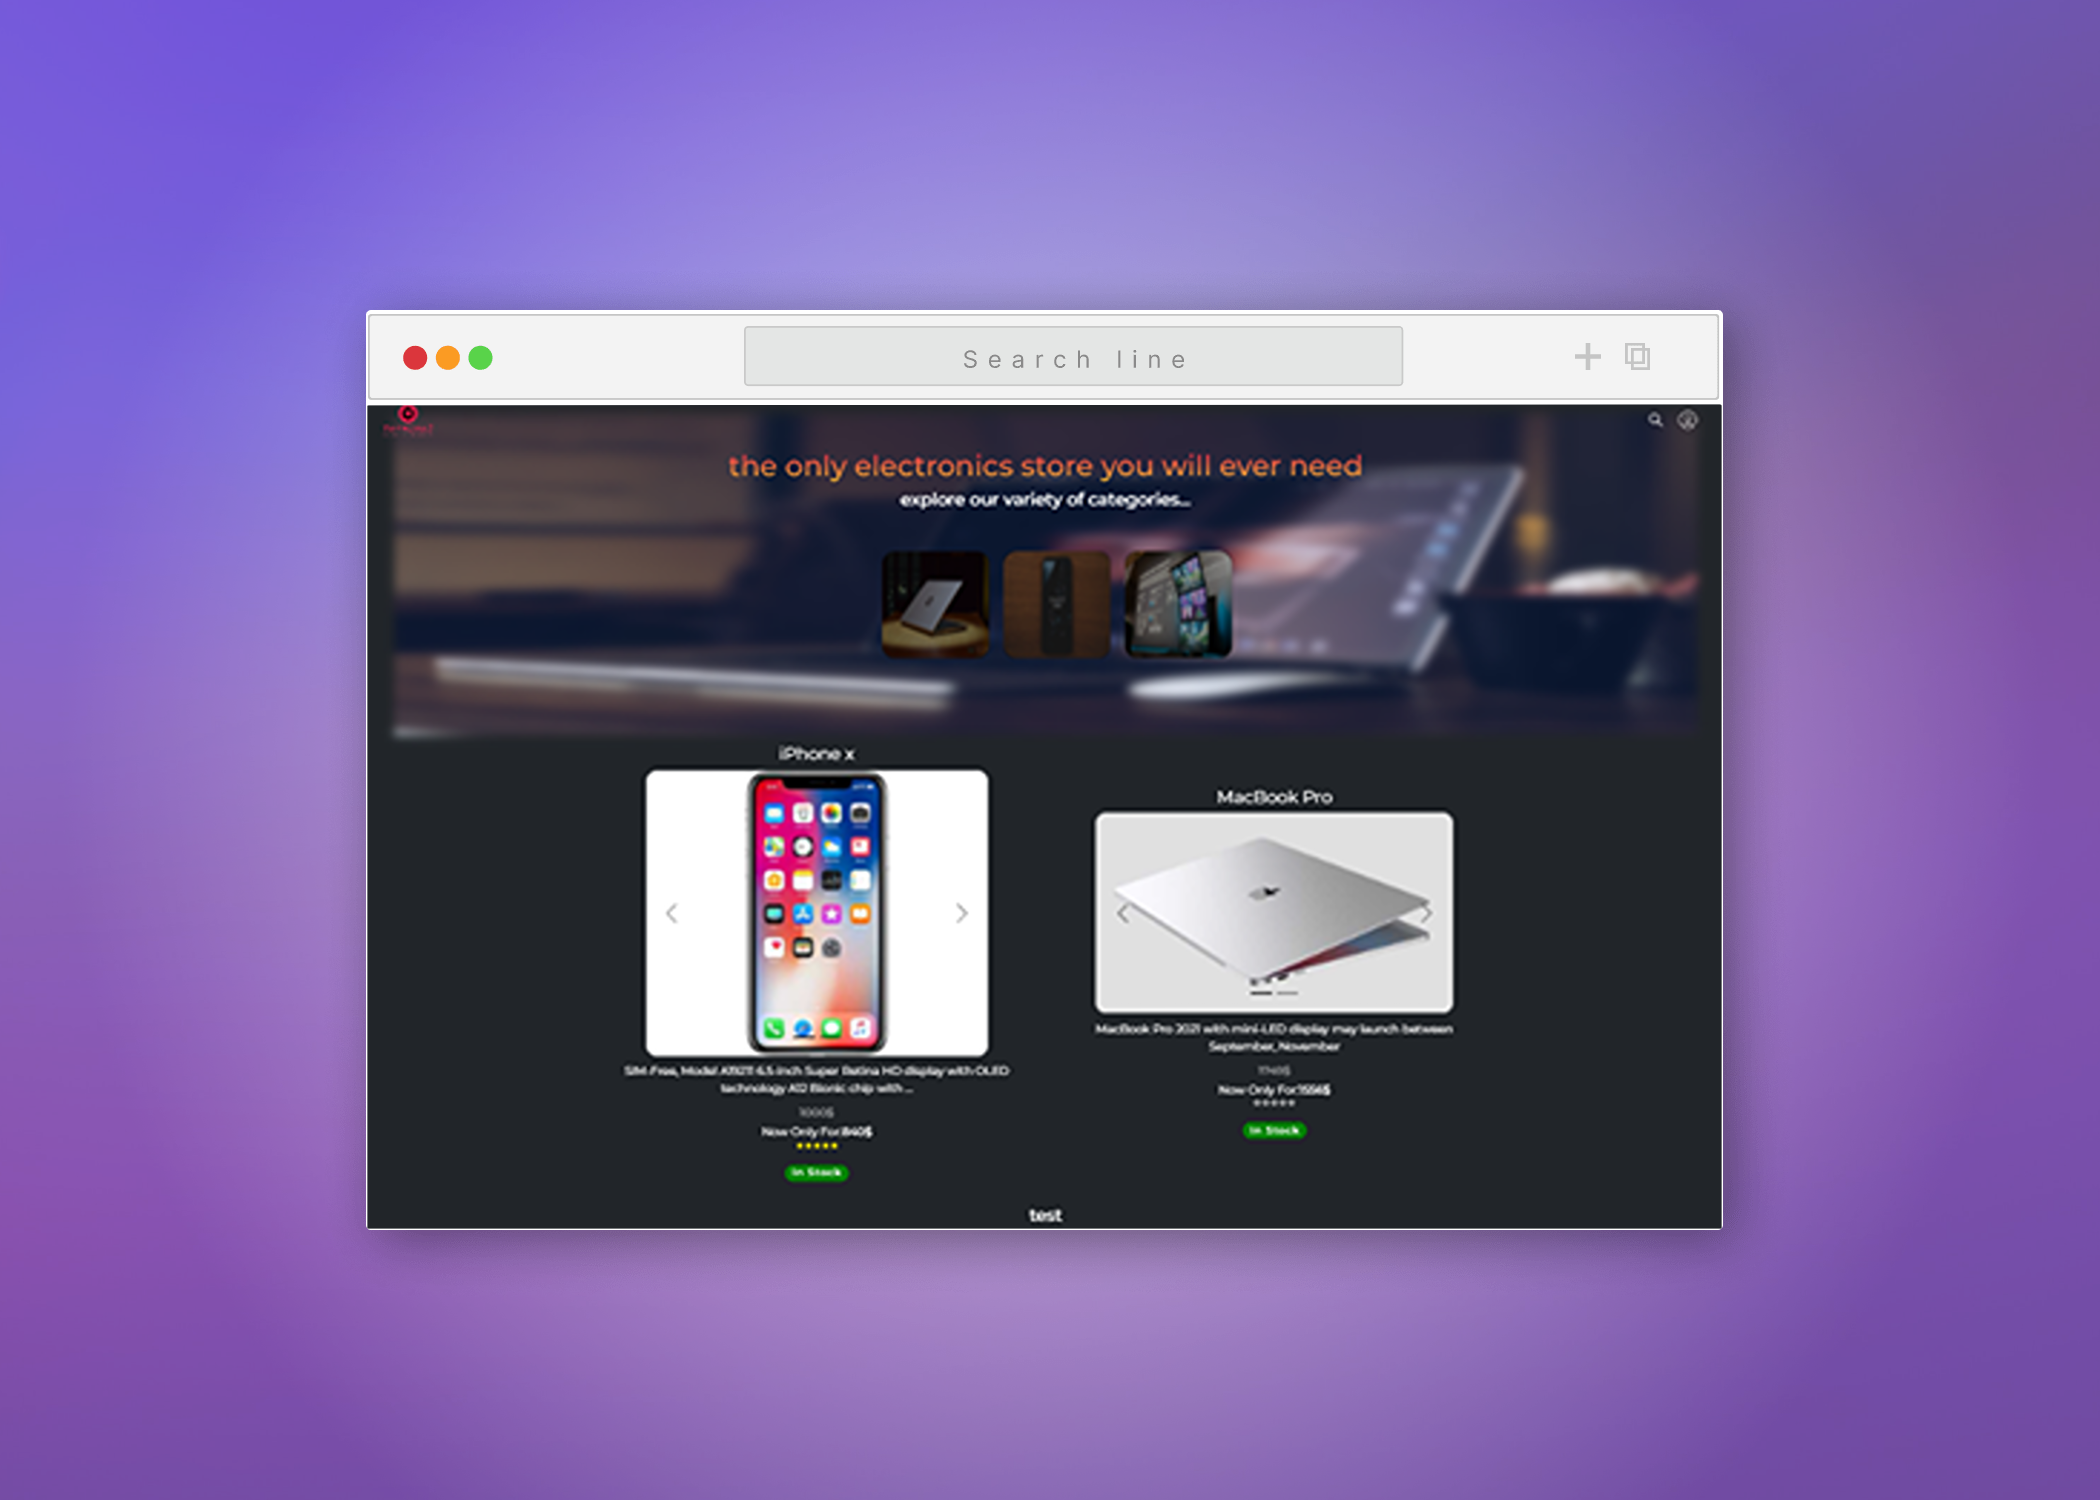 Search line
the only electronics store you will ever need
explore our variety of categories...
iPhone x
MacBook Pro
MacBook Pro 2021 with mini-LED display may launch between
September, November
SIM-Free, Model 6.5-inch Super Retina HD display with OLED
technology A12 Bionic chip with ...
1000$
Now Only For:840$
In Stock
Now Only For:1556$
In Stock
test